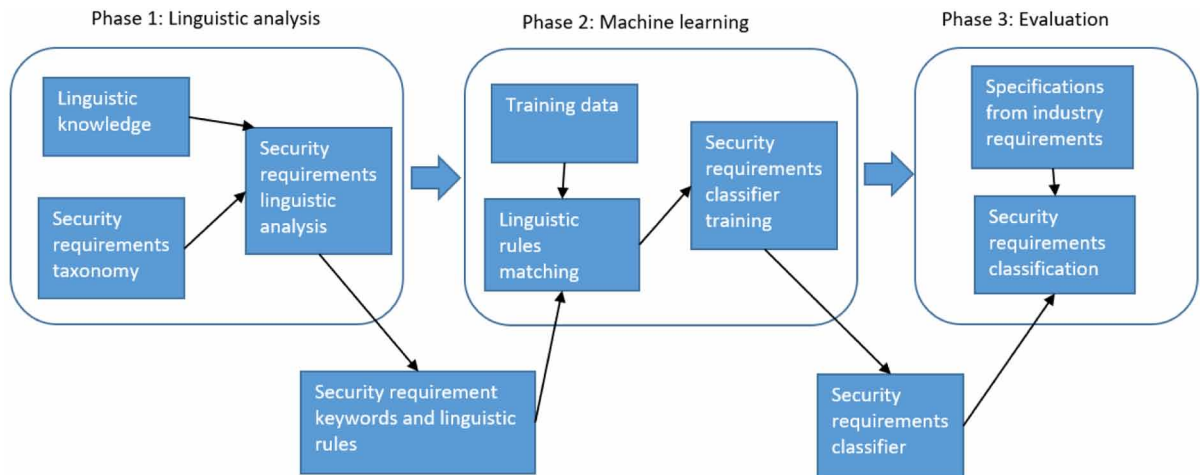 Phase 1: Linguistic analysis
Linguistic
knowledge
Security
requirements
taxonomy
Security
requirements
linguistic
analysis
Security requirement
keywords and linguistic
rules
Phase 2: Machine learning
Training data
Linguistic
rules
matching
Security
requirements
classifier
training
Security
requirements
classifier
Phase 3: Evaluation
Specifications
from industry
requirements
Security
requirements
classification